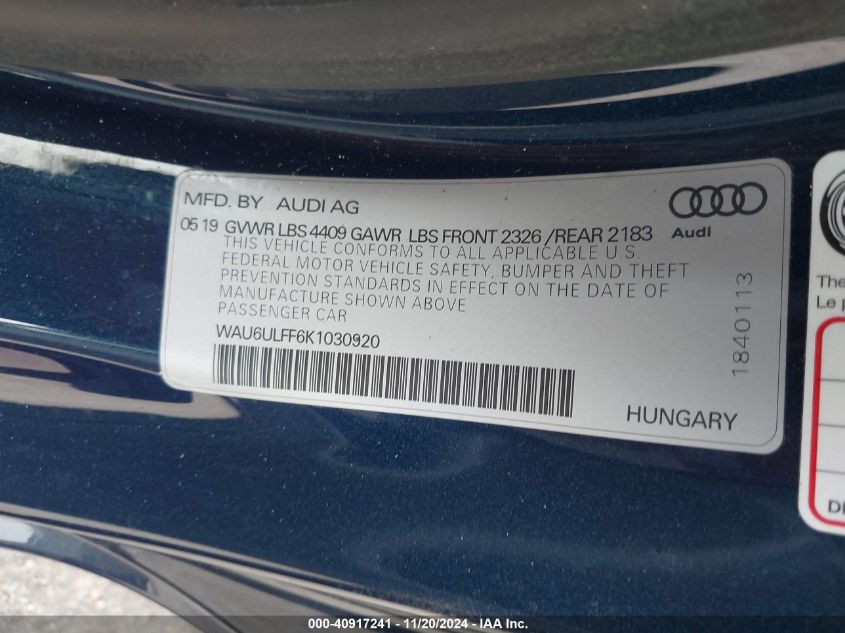 MFD. BY AUDI AG
05 19 GVWR LBS 4409 GAWR LBS FRONT 2326 /REAR 2183
THIS VEHICLE CONFORMS TO ALL APPLICABLE U.S.
FEDERAL MOTOR VEHICLE SAFETY, BUMPER AND THEFT
PREVENTION STANDARDS IN EFFECT ON THE DATE OF
MANUFACTURE SHOWN ABOVE
PASSENGER CAR
WAU6ULFF6K1030920
HUNGARY
Audi
1840113
The
Le p
000-40917241 - 11/20/2024 - IAA, Inc.